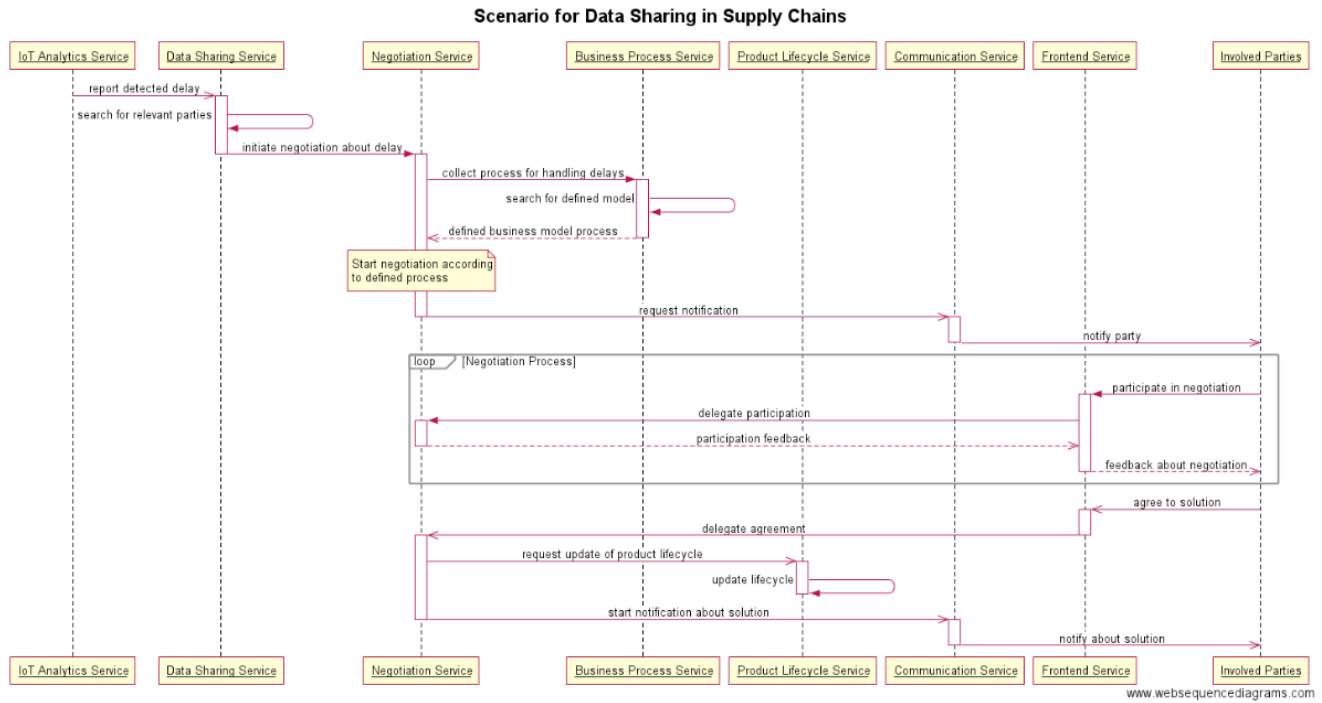 Scenario for Data Sharing in Supply Chains
IoT Analytics Service
Data Sharing Service
Negotiation Service
Business Process Service
Product Lifecycle Service
Communication Service
Frontend Service
Involved Parties
report detected delay
search for relevant parties
initiate negotiation about delay
collect process for handling delays
search for defined model
defined business model process
Start negotiation according
to defined process
request notification
notify party
loop
[Negotiation Process]
participate in negotiation
delegate participation
participation feedback
feedback about negotiation
agree to solution
delegate agreement
request update of product lifecycle
update lifecycle
start notification about solution
notify about solution
IoT Analytics Service
Data Sharing Service
Negotiation Service
Business Process Service
Product Lifecycle Service
Communication Service
Frontend Service
Involved Parties
www.websequencediagrams.com